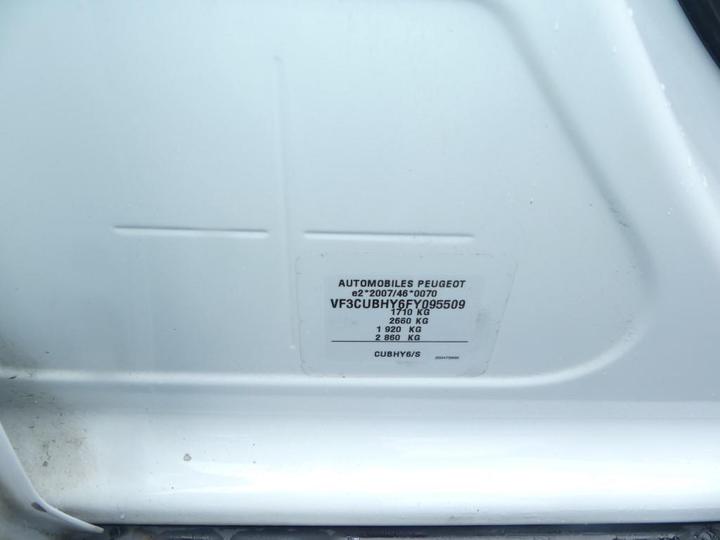 AUTOMOBILES PEUGEOT
e2*2007/46*0070
VF3CUBHY6FY095509
1710 KG
2660 KG
1 920 KG
2 860 KG
CUBHY6/S